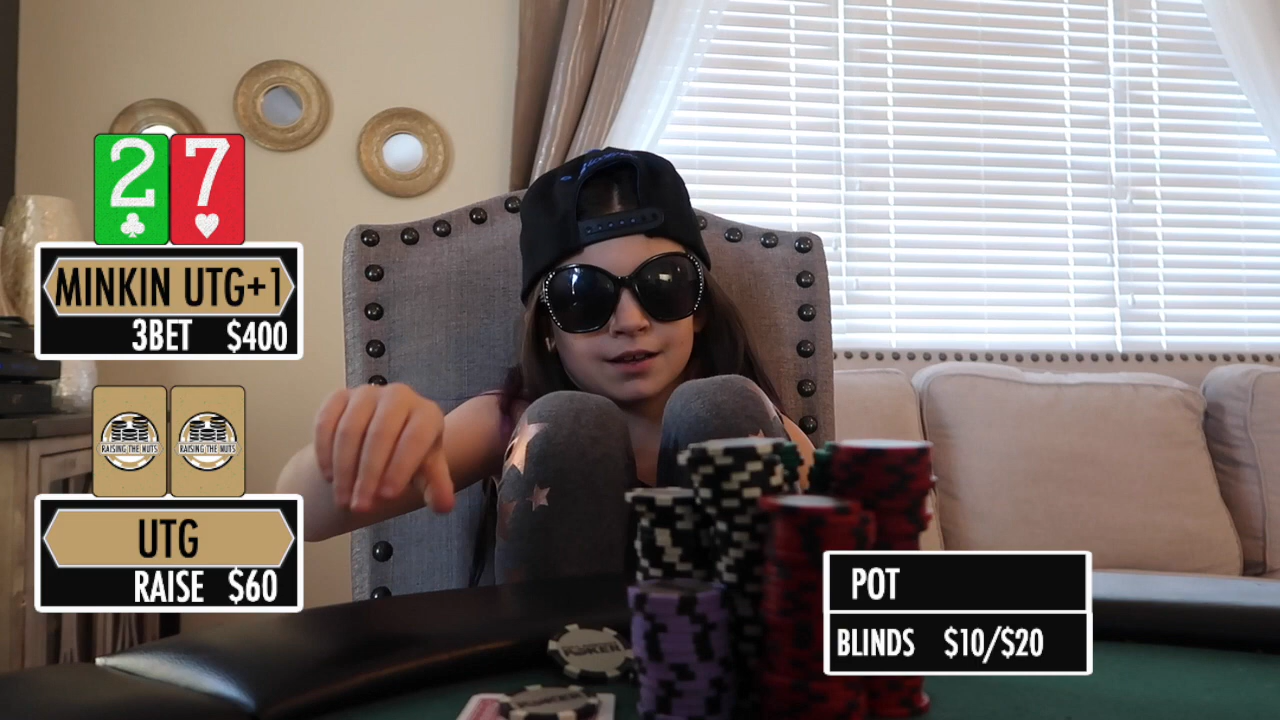 2 7
MINKIN UTG+1
3BET $400
RAISING THE NUTS RAISING THE NUTS
UTG
RAISE $60
POT
BLINDS $10/$20
POKER